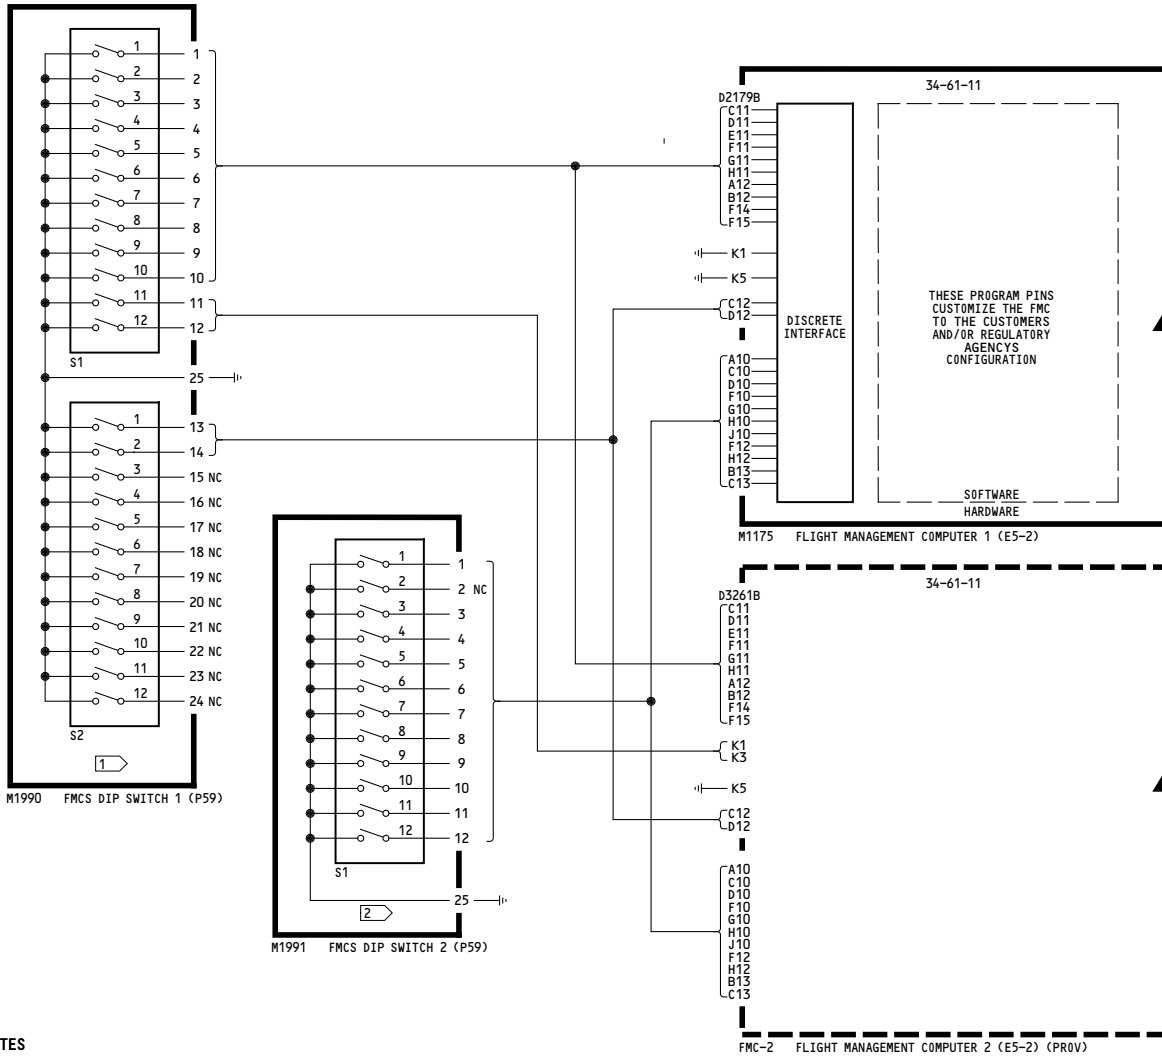 1 1
2 2
3 3
4 4
5 5
6 6
7 7
8 8
9 9
10 10
11 11
12 12
S1
25
1 13
2 14
3 15 NC
4 16 NC
5 17 NC
6 18 NC
7 19 NC
8 20 NC
9 21 NC
10 22 NC
11 23 NC
12 24 NC
S2
1
M1990 FMCS DIP SWITCH 1 (P59)
1 1
2 2 NC
3 3
4 4
5 5
6 6
7 7
8 8
9 9
10 10
11 11
12 12
S1
25
2
M1991 FMCS DIP SWITCH 2 (P59)
34-61-11
D2179B
C11
D11
E11
F11
G11
H11
A12
B12
F14
F15
K1
K5
C12
D12
A10
C10
D10
F10
G10
H10
J10
F12
H12
B13
C13
DISCRETE
INTERFACE
THESE PROGRAM PINS
CUSTOMIZE THE FMC
TO THE CUSTOMERS
AND/OR REGULATORY
AGENCYS
CONFIGURATION
SOFTWARE
HARDWARE
M1175 FLIGHT MANAGEMENT COMPUTER 1 (E5-2)
34-61-11
D3261B
C11
D11
E11
F11
G11
H11
A12
B12
F14
F15
K1
K3
K5
C12
D12
A10
C10
D10
F10
G10
H10
J10
F12
H12
B13
C13
FMC-2 FLIGHT MANAGEMENT COMPUTER 2 (E5-2) (PROV)
TES